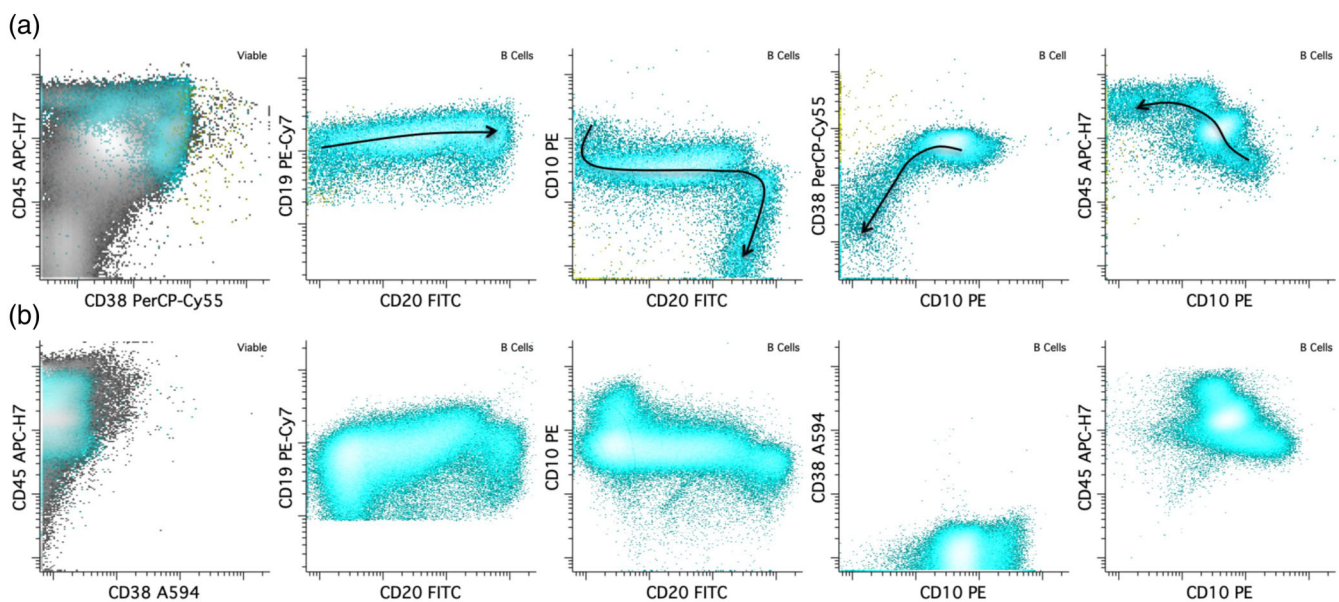 (a)
Viable
CD45 APC-H7
CD38 PerCP-Cy55
B Cells
CD19 PE-Cy7
CD20 FITC
B Cells
CD10 PE
CD20 FITC
B Cell
CD38 PerCP-Cy55
CD10 PE
B Cells
CD45 APC-H7
CD10 PE
(b)
Viable
CD45 APC-H7
CD38 A594
B Cells
CD19 PE-Cy7
CD20 FITC
B Cells
CD10 PE
CD20 FITC
B Cells
CD38 A594
CD10 PE
B Cells
CD45 APC-H7
CD10 PE